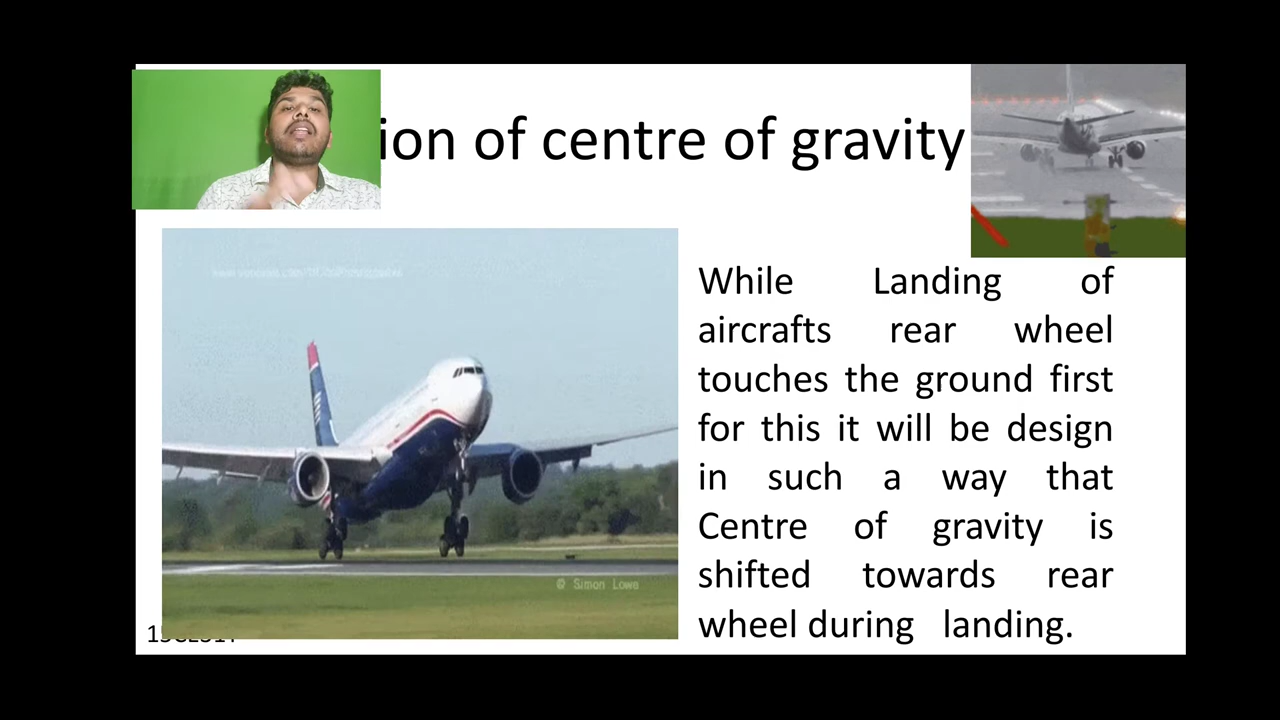 ion of centre of gravity
While Landing of
aircrafts rear wheel
touches the ground first
for this it will be design
in such a way that
Centre of gravity is
shifted towards rear
wheel during landing.
© Simon Lowe